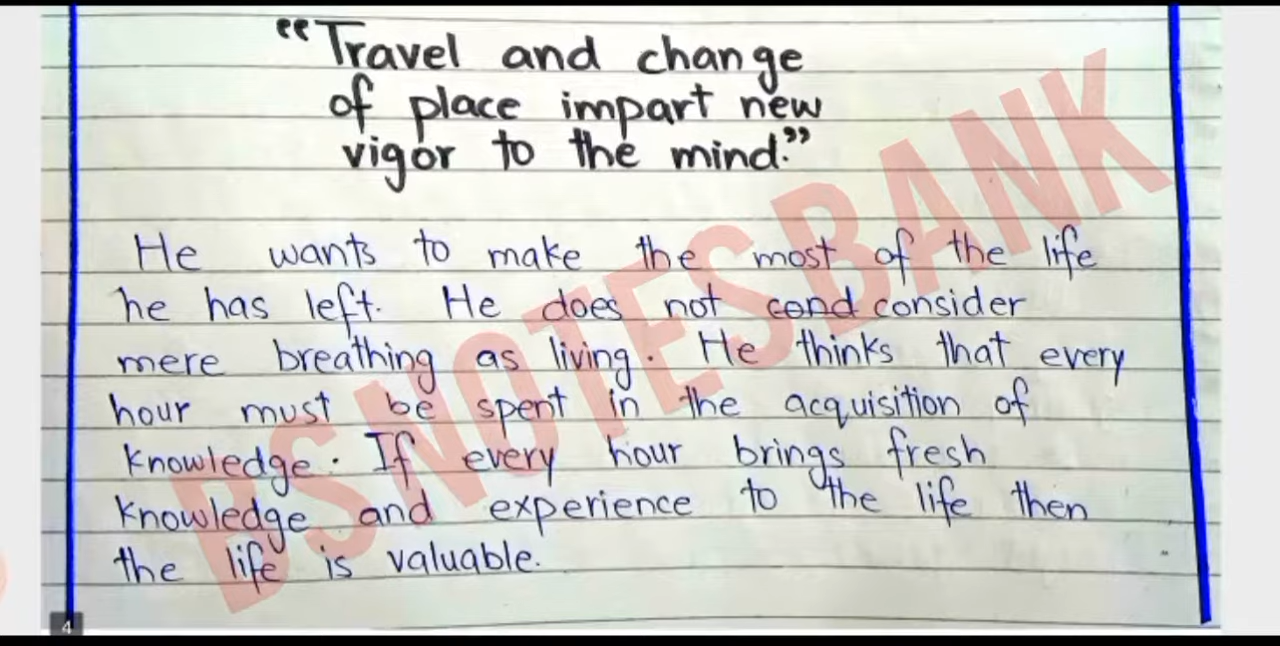 “Travel and change
of place impart new
vigor to the mind.”
He wants to make the most of the life
he has left. He does not cond consider
mere breathing as living. He thinks that every
hour must be spent in the acquisition of
knowledge. If every hour brings fresh
knowledge and experience to the life then
the life is valuable.
BSNOTESBANK
4